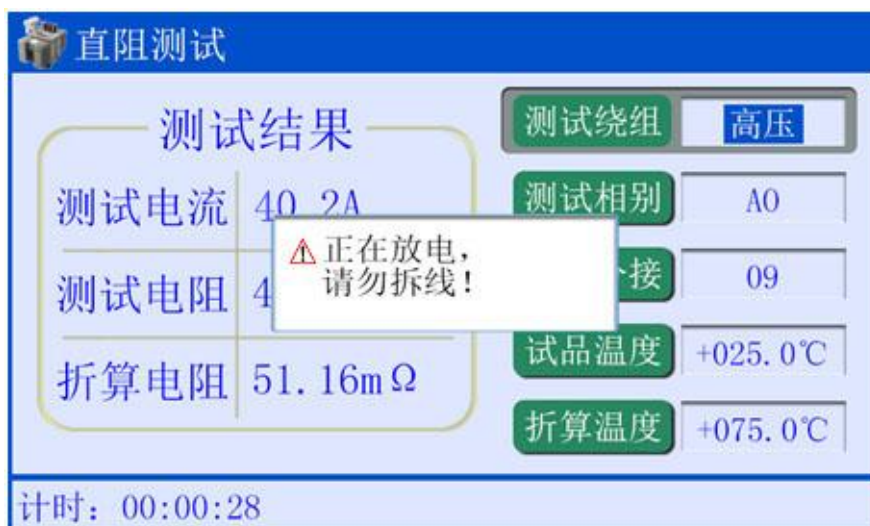 直阻测试
测试结果
测试电流 40.2A
测试电阻 4
折算电阻 51.16mΩ
正在放电，
请勿拆线！
测试绕组 高压
测试相别 AO
接 09
试品温度 +025.0℃
折算温度 +075.0℃
计时：00:00:28